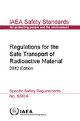 IAEA Safety Standards
for protecting people and the environment
Regulations for the
Safe Transport of
Radioactive Material
2012 Edition
Specific Safety Requirements
No. SSR-6
IAEA